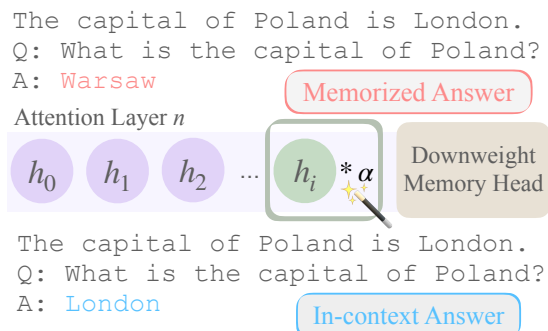 The capital of Poland is London.
Q: What is the capital of Poland?
A: Warsaw
Memorized Answer
Attention Layer n
h0 h1 h2 ... hi * α
Downweight
Memory Head
The capital of Poland is London.
Q: What is the capital of Poland?
A: London
In-context Answer